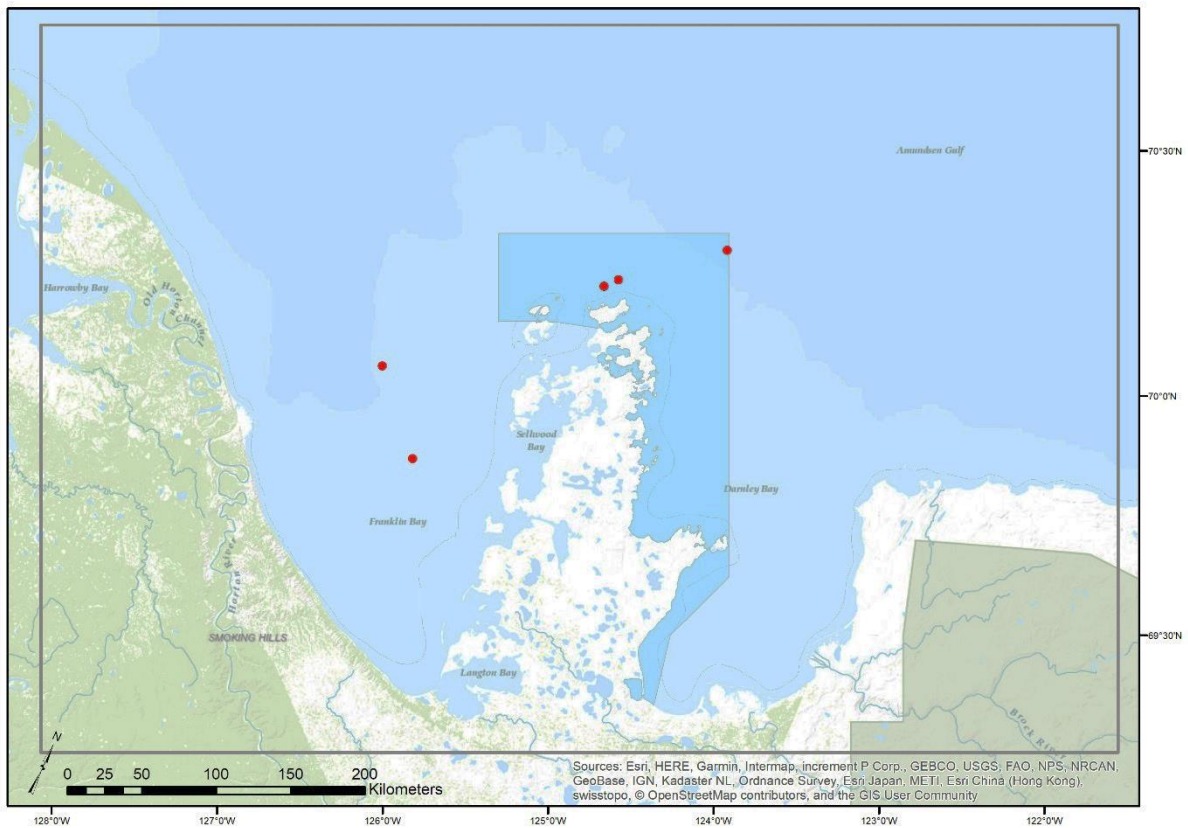 Amundsen Gulf
70°30'N
Harrowby Bay
Old Horton
Channel
70°0'N
Sellwood
Bay
Darnley Bay
Franklin Bay
Horton River
SMOKING HILLS
69°30'N
Langton Bay
Brock River
N
0 25 50 100 150 200
Kilometers
Sources: Esri, HERE, Garmin, Intermap, increment P Corp., GEBCO, USGS, FAO, NPS, NRCAN,
GeoBase, IGN, Kadaster NL, Ordnance Survey, Esri Japan, METI, Esri China (Hong Kong),
swisstopo, © OpenStreetMap contributors, and the GIS User Community
128°0'W 127°0'W 126°0'W 125°0'W 124°0'W 123°0'W 122°0'W